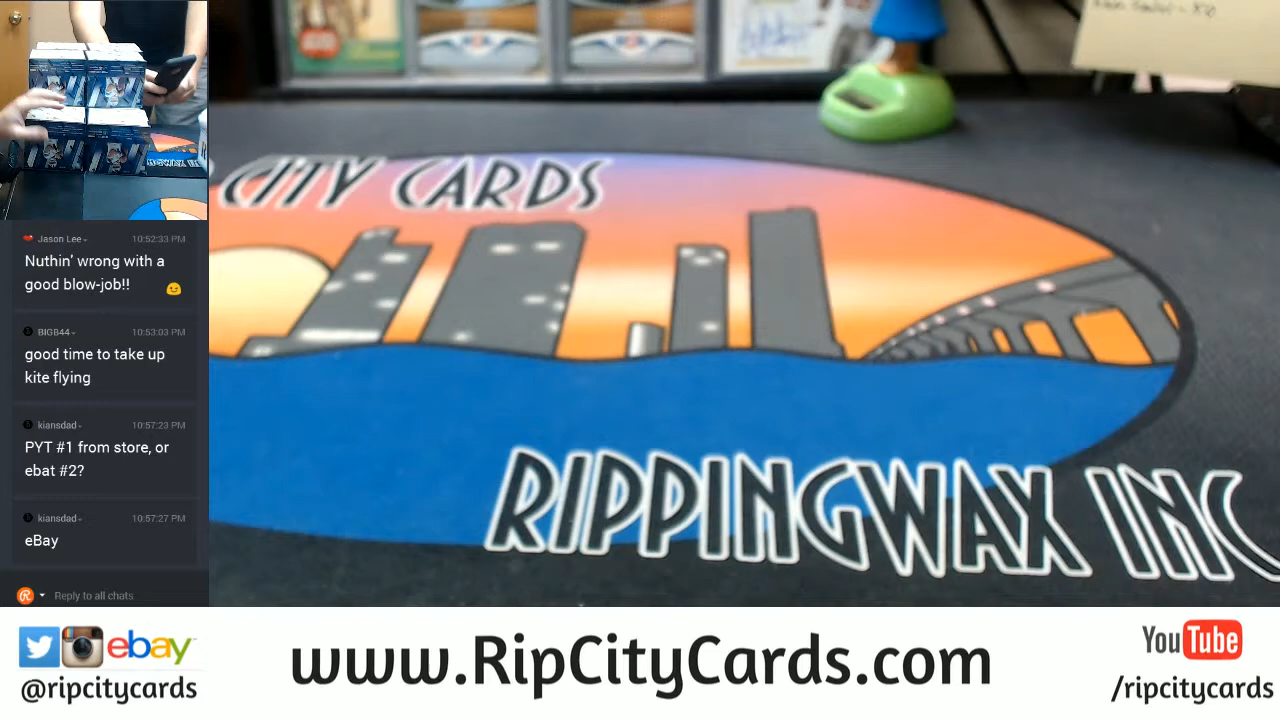 CITY CARDS
RIPPINGWAX INC
Jason Lee
10:52:33 PM
Nuthin' wrong with a
good blow-job!!
BIGB44
10:53:03 PM
good time to take up
kite flying
kiansdad
10:57:23 PM
PYT #1 from store, or
ebat #2?
kiansdad
10:57:27 PM
eBay
Reply to all chats
ebay
@ripcitycards
www.RipCityCards.com
YouTube
/ripcitycards